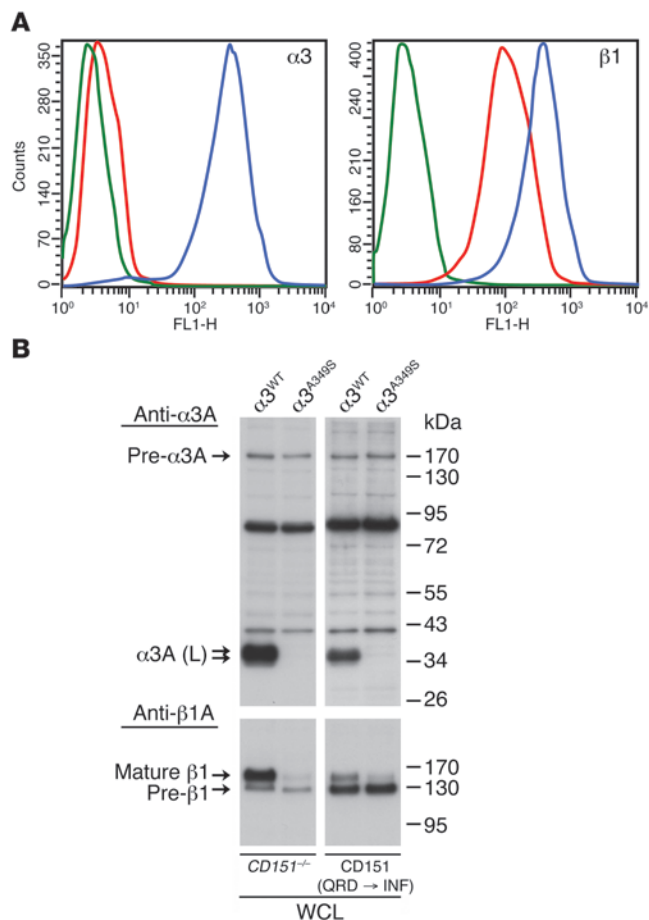 A
α3
350
280
210
140
70
0
Counts
10⁰ 10¹ 10² 10³ 10⁴
FL1-H
β1
400
210
160
80
0
10⁰ 10¹ 10² 10³ 10⁴
FL1-H
B
α3ᵂᵀ α3ᴬ³⁴⁹ˢ α3ᵂᵀ α3ᴬ³⁴⁹ˢ
Anti-α3A
kDa
Pre-α3A
170
130
95
72
55
43
α3A (L)
34
26
Anti-β1A
Mature β1
170
Pre-β1
130
95
CD151⁻/⁻
CD151
(QRD → INF)
WCL